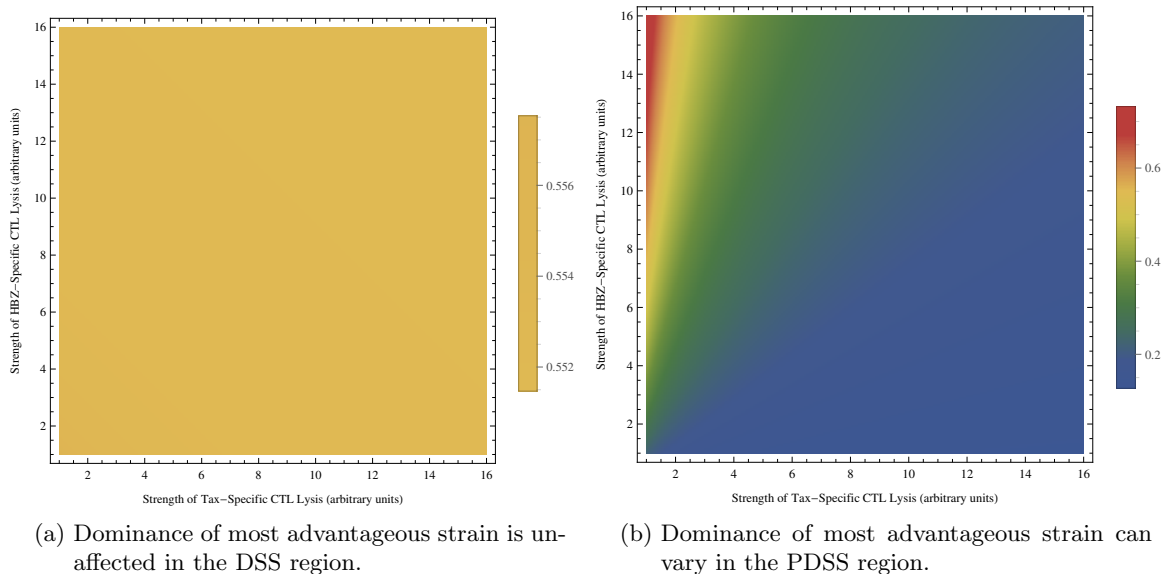 16
14
12
10
8
6
4
2
Strength of HBZ−Specific CTL Lysis (arbitrary units)
2 4 6 8 10 12 14 16
Strength of Tax−Specific CTL Lysis (arbitrary units)
0.556
0.554
0.552
(a) Dominance of most advantageous strain is un-
affected in the DSS region.
16
14
12
10
8
6
4
2
Strength of HBZ−Specific CTL Lysis (arbitrary units)
2 4 6 8 10 12 14 16
Strength of Tax−Specific CTL Lysis (arbitrary units)
0.6
0.4
0.2
(b) Dominance of most advantageous strain can
vary in the PDSS region.